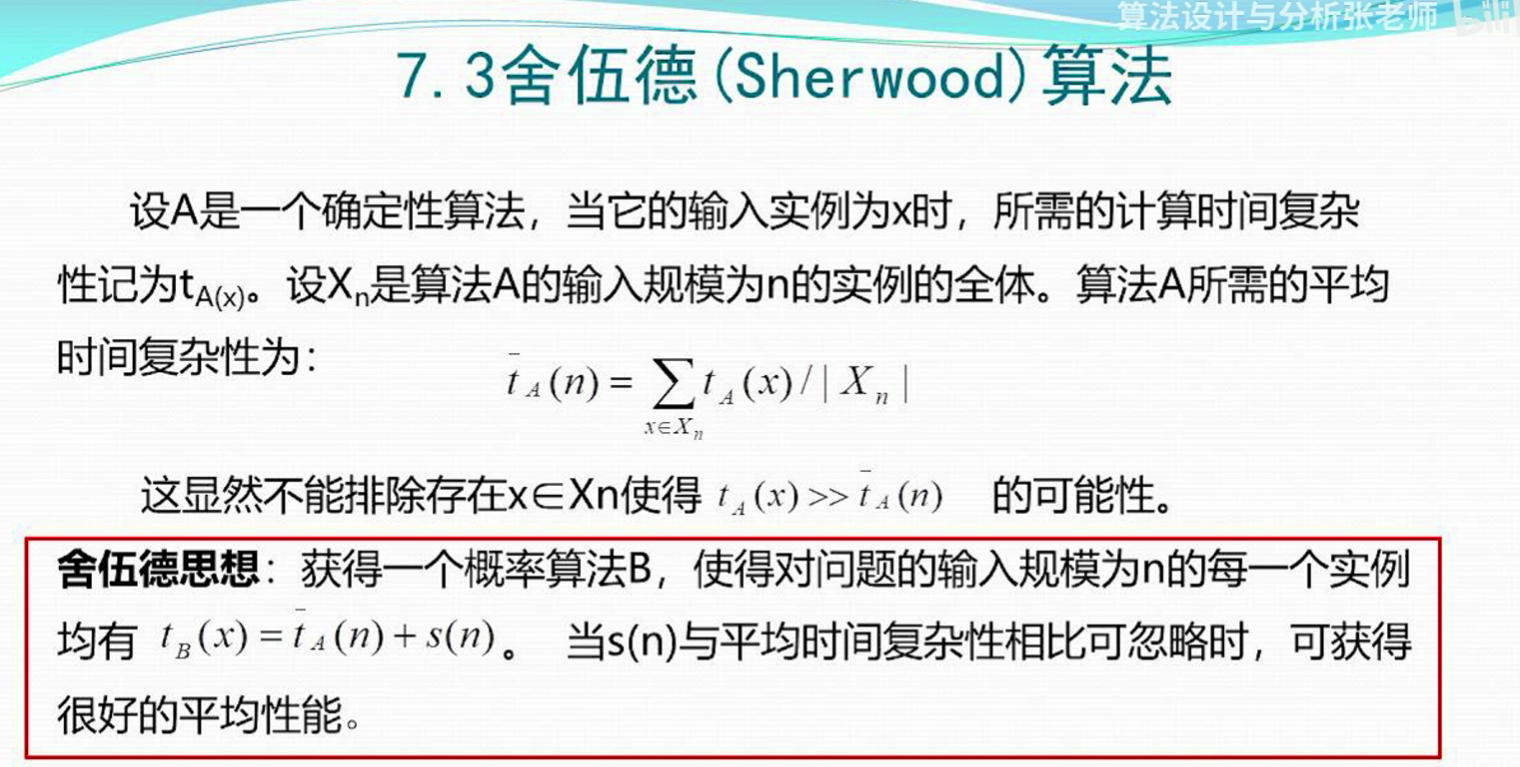 算法设计与分析张老师
7.3舍伍德(Sherwood)算法
设A是一个确定性算法，当它的输入实例为x时，所需的计算时间复杂
性记为t_A(x)。设X_n是算法A的输入规模为n的实例的全体。算法A所需的平均
时间复杂性为： t̄_A(n) = ∑_{x∈X_n} t_A(x)/|X_n|
这显然不能排除存在x∈Xn使得 t_A(x)>>t̄_A(n) 的可能性。
舍伍德思想：获得一个概率算法B，使得对问题的输入规模为n的每一个实例
均有 t_B(x) = t̄_A(n) + s(n)。 当s(n)与平均时间复杂性相比可忽略时，可获得
很好的平均性能。